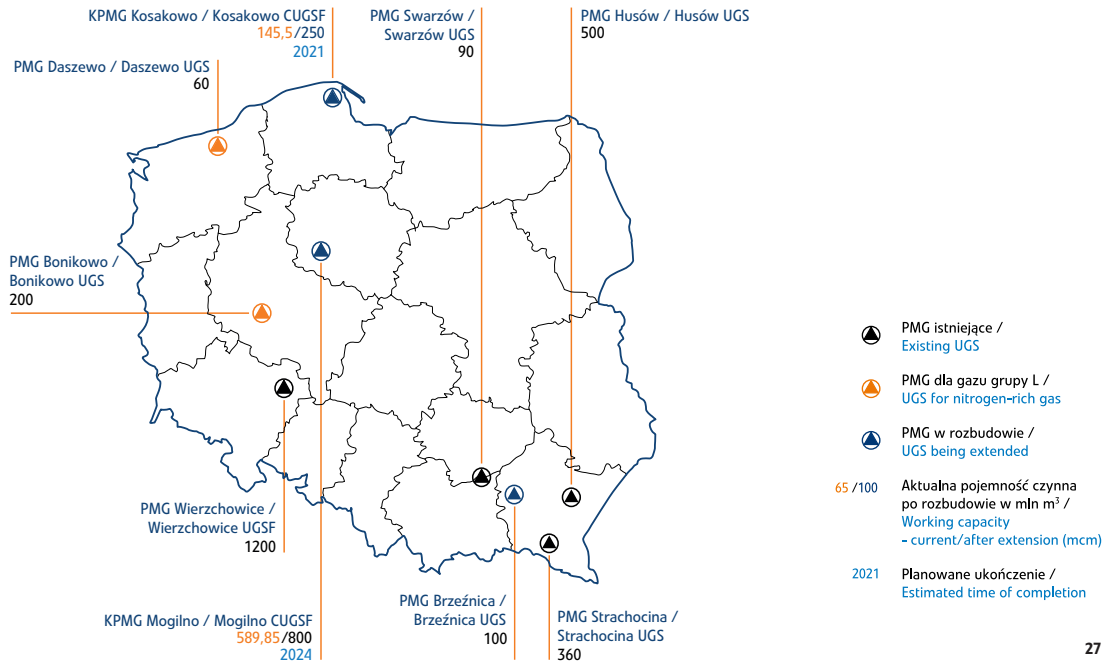 KPMG Kosakowo / Kosakowo CUGSF
145,5/250
2021
PMG Swarzów /
Swarzów UGS
90
PMG Husów / Husów UGS
500
PMG Daszewo / Daszewo UGS
60
PMG Bonikowo /
Bonikowo UGS
200
PMG Wierzchowice /
Wierzchowice UGSF
1200
KPMG Mogilno / Mogilno CUGSF
589,85/800
2024
PMG Brzeźnica /
Brzeźnica UGS
100
PMG Strachocina /
Strachocina UGS
360
PMG istniejące /
Existing UGS
PMG dla gazu grupy L /
UGS for nitrogen-rich gas
PMG w rozbudowie /
UGS being extended
65 /100 Aktualna pojemność czynna
po rozbudowie w mln m³ /
Working capacity
- current/after extension (mcm)
2021 Planowane ukończenie /
Estimated time of completion
27